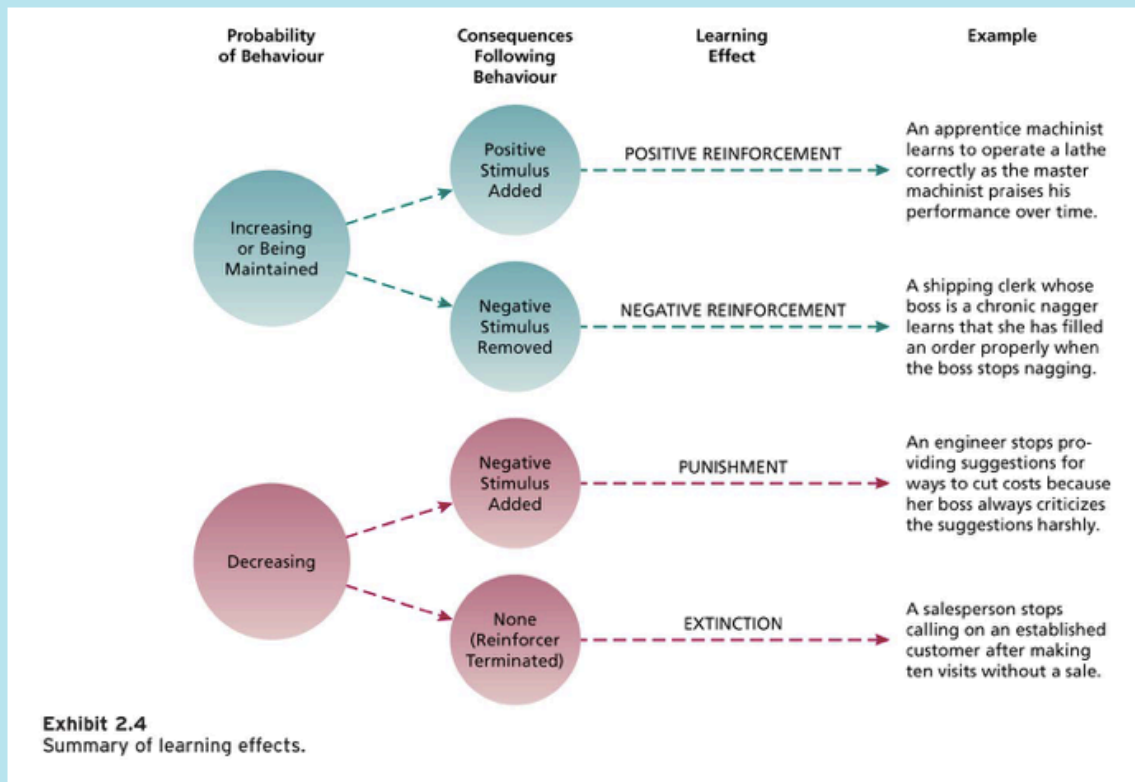 Probability
of Behaviour
Consequences
Following
Behaviour
Learning
Effect
Example
Increasing
or Being
Maintained
Positive
Stimulus
Added
POSITIVE REINFORCEMENT
An apprentice machinist
learns to operate a lathe
correctly as the master
machinist praises his
performance over time.
Negative
Stimulus
Removed
NEGATIVE REINFORCEMENT
A shipping clerk whose
boss is a chronic nagger
learns that she has filled
an order properly when
the boss stops nagging.
Decreasing
Negative
Stimulus
Added
PUNISHMENT
An engineer stops pro-
viding suggestions for
ways to cut costs because
her boss always criticizes
the suggestions harshly.
None
(Reinforcer
Terminated)
EXTINCTION
A salesperson stops
calling on an established
customer after making
ten visits without a sale.
Exhibit 2.4
Summary of learning effects.